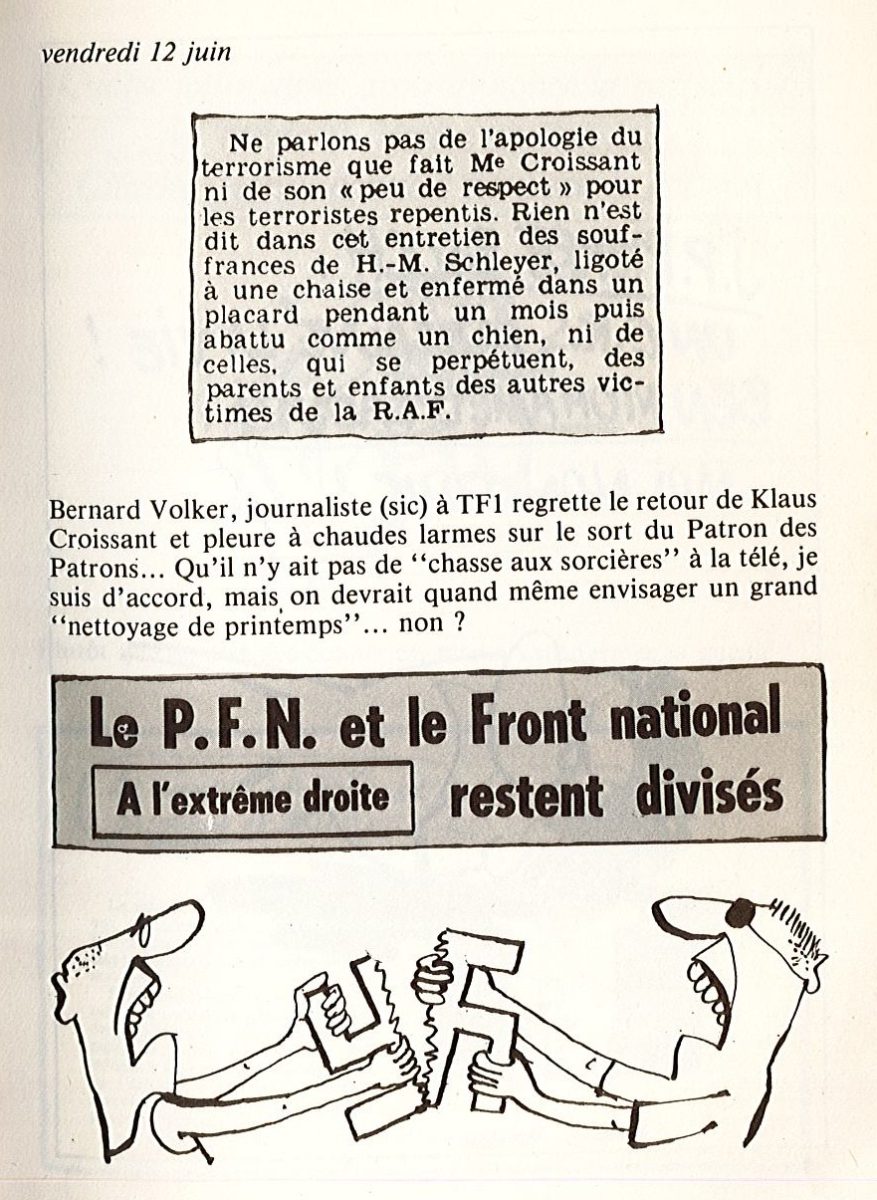 vendredi 12 juin
Ne parlons pas de l'apologie du
terrorisme que fait Me Croissant
ni de son « peu de respect » pour
les terroristes repentis. Rien n'est
dit dans cet entretien des souf-
frances de H.-M. Schleyer, ligoté
à une chaise et enfermé dans un
placard pendant un mois puis
abattu comme un chien, ni de
celles, qui se perpétuent, des
parents et enfants des autres vic-
times de la R.A.F.
Bernard Volker, journaliste (sic) à TF1 regrette le retour de Klaus
Croissant et pleure à chaudes larmes sur le sort du Patron des
Patrons... Qu'il n'y ait pas de "chasse aux sorcières" à la télé, je
suis d'accord, mais on devrait quand même envisager un grand
"nettoyage de printemps"... non ?
Le P.F.N. et le Front national
A l'extrême droite restent divisés